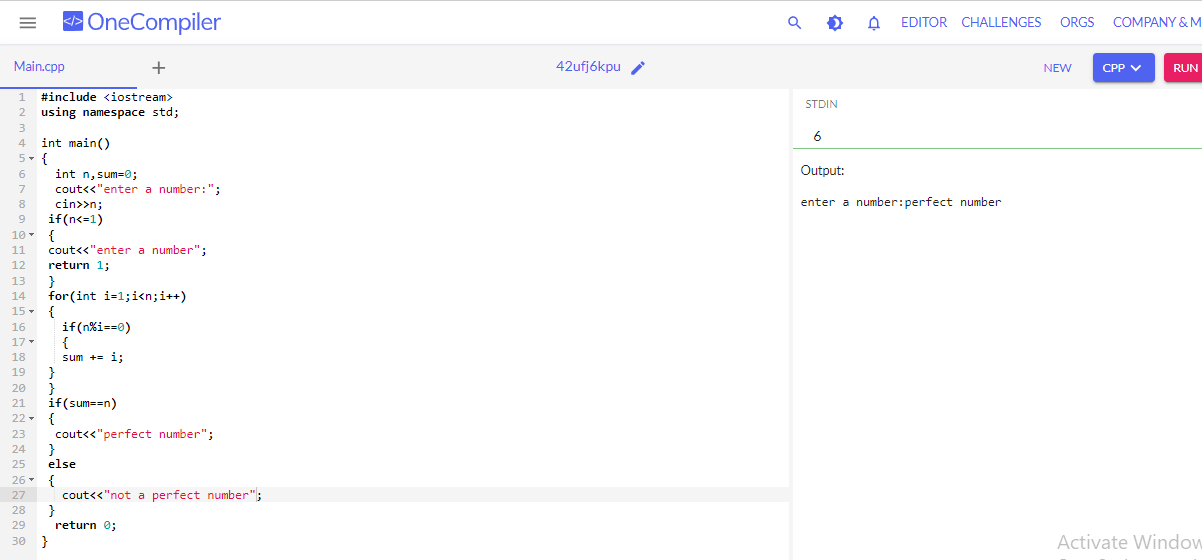 </> OneCompiler
EDITOR CHALLENGES ORGS COMPANY & M
Main.cpp + 42ufj6kpu NEW CPP RUN
1 #include <iostream>
2 using namespace std;
3
4 int main()
5 {
6 int n,sum=0;
7 cout<<"enter a number:";
8 cin>>n;
9 if(n<=1)
10 {
11 cout<<"enter a number";
12 return 1;
13 }
14 for(int i=1;i<n;i++)
15 {
16 if(n%i==0)
17 {
18 sum += i;
19 }
20 }
21 if(sum==n)
22 {
23 cout<<"perfect number";
24 }
25 else
26 {
27 cout<<"not a perfect number";
28 }
29 return 0;
30 }
STDIN
6
Output:
enter a number:perfect number
Activate Window